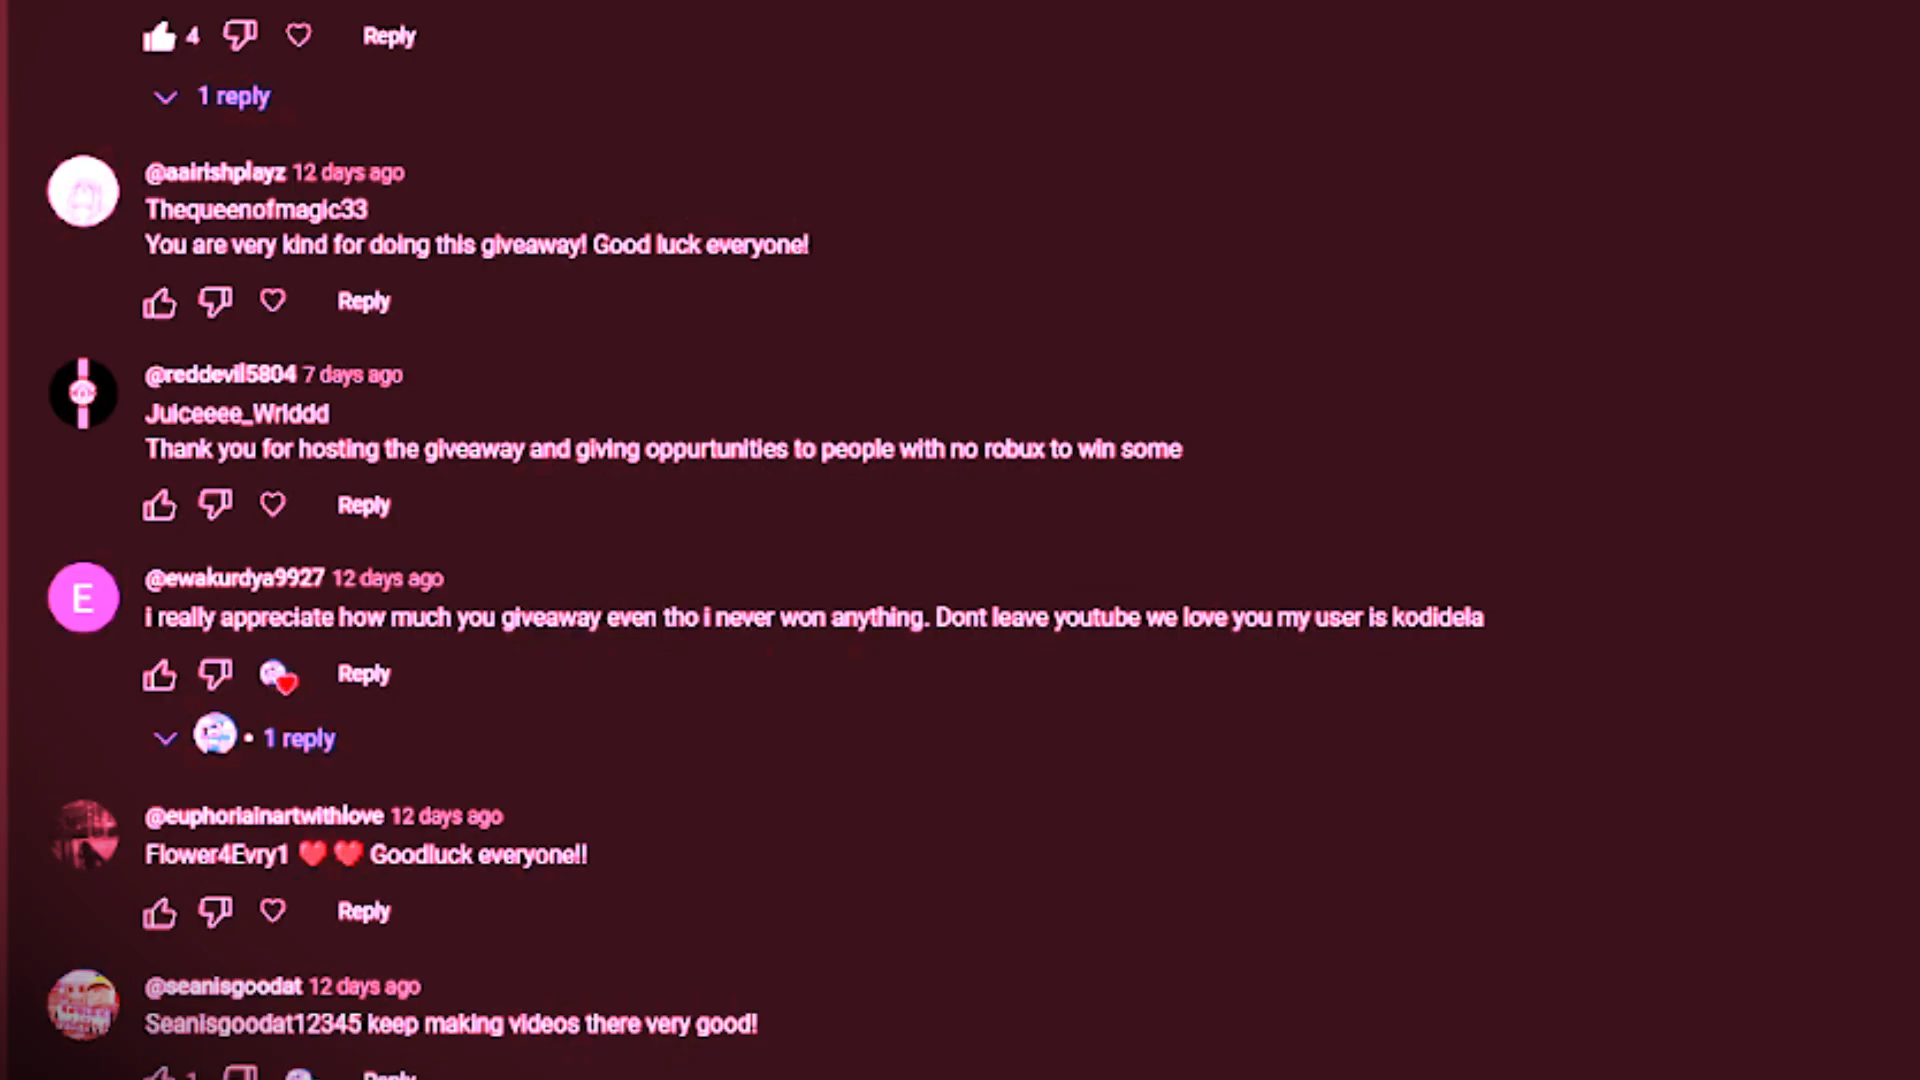 4 Reply
1 reply
@aairishplayz 12 days ago
Thequeenofmagic33
You are very kind for doing this giveaway! Good luck everyone!
Reply
@reddevil5804 7 days ago
Juiceeee_Wrlddd
Thank you for hosting the giveaway and giving oppurtunities to people with no robux to win some
Reply
E
@ewakurdya9927 12 days ago
i really appreciate how much you giveaway even tho i never won anything. Dont leave youtube we love you my user is kodidela
Reply
• 1 reply
@euphoriainartwithlove 12 days ago
Flower4Evry1 ❤️ ❤️ Goodluck everyone!!
Reply
@seanisgoodat 12 days ago
Seanisgoodat12345 keep making videos there very good!
1 Reply